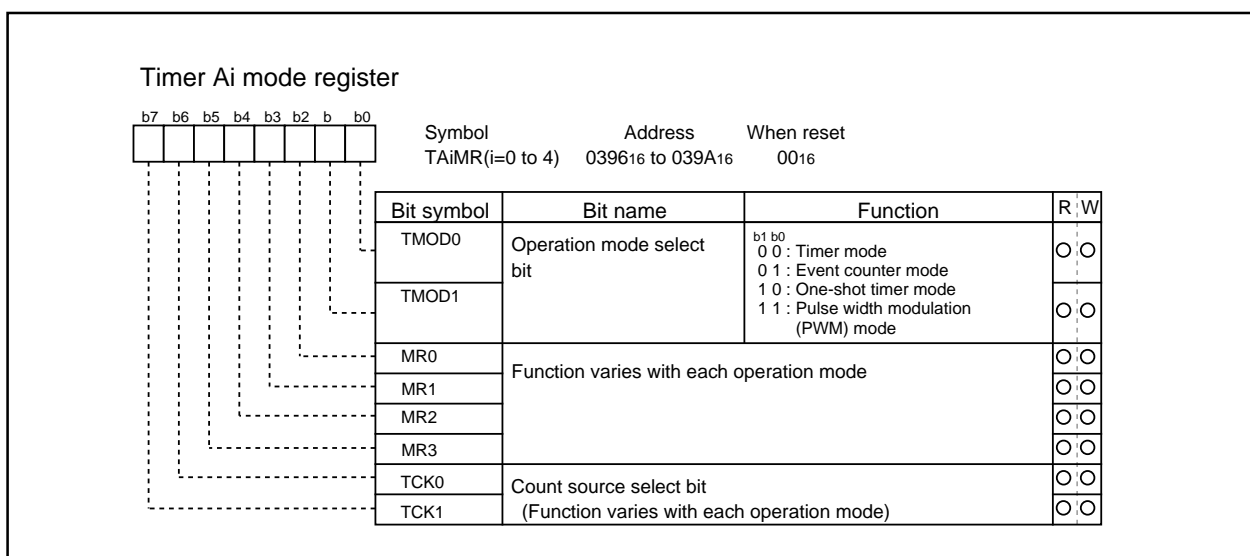 Timer Ai mode register
b7 b6 b5 b4 b3 b2 b b0
Symbol Address When reset
TAiMR(i=0 to 4) 039616 to 039A16 0016
Bit symbol Bit name Function R W
TMOD0 Operation mode select bit
b1 b0
0 0 : Timer mode
0 1 : Event counter mode
1 0 : One-shot timer mode
1 1 : Pulse width modulation
(PWM) mode
TMOD1
MR0 Function varies with each operation mode
MR1
MR2
MR3
TCK0 Count source select bit
(Function varies with each operation mode)
TCK1